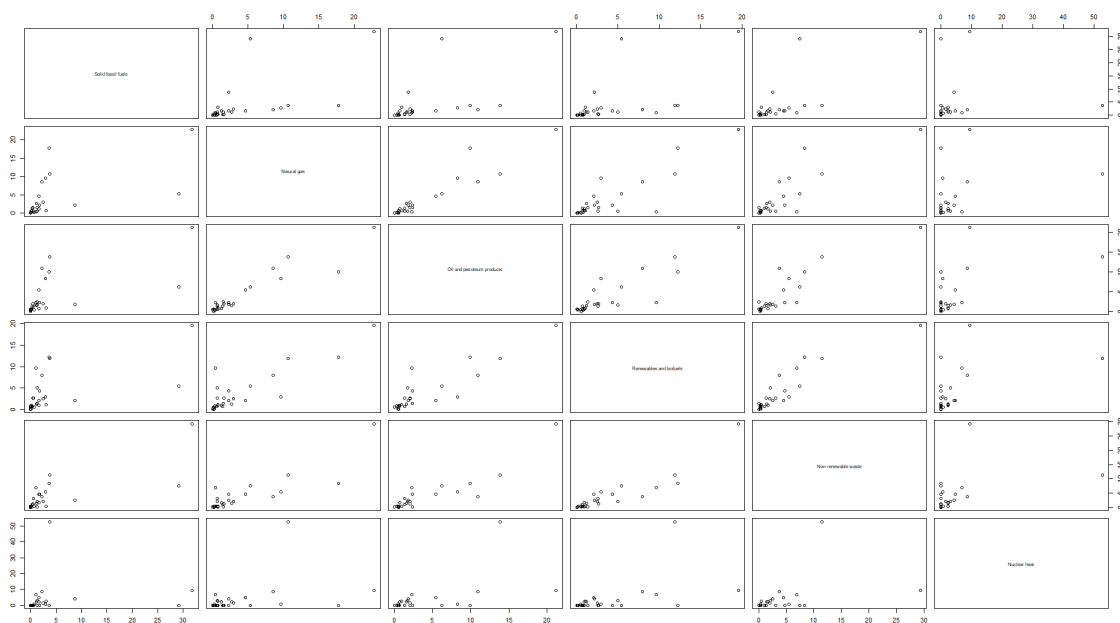 0 5 10 20
0 5 10 15 20
0 10 20 30 40 50
Solid fossil fuels
0 5 10 15 20
Natural gas
Oil and petroleum products
0 5 10 15 20
Renewables and biofuels
Non-renewable waste
0 10 20 30 40 50
Nuclear heat
0 5 10 15 20 25 30
0 5 10 15 20
0 5 10 15 20 25 30